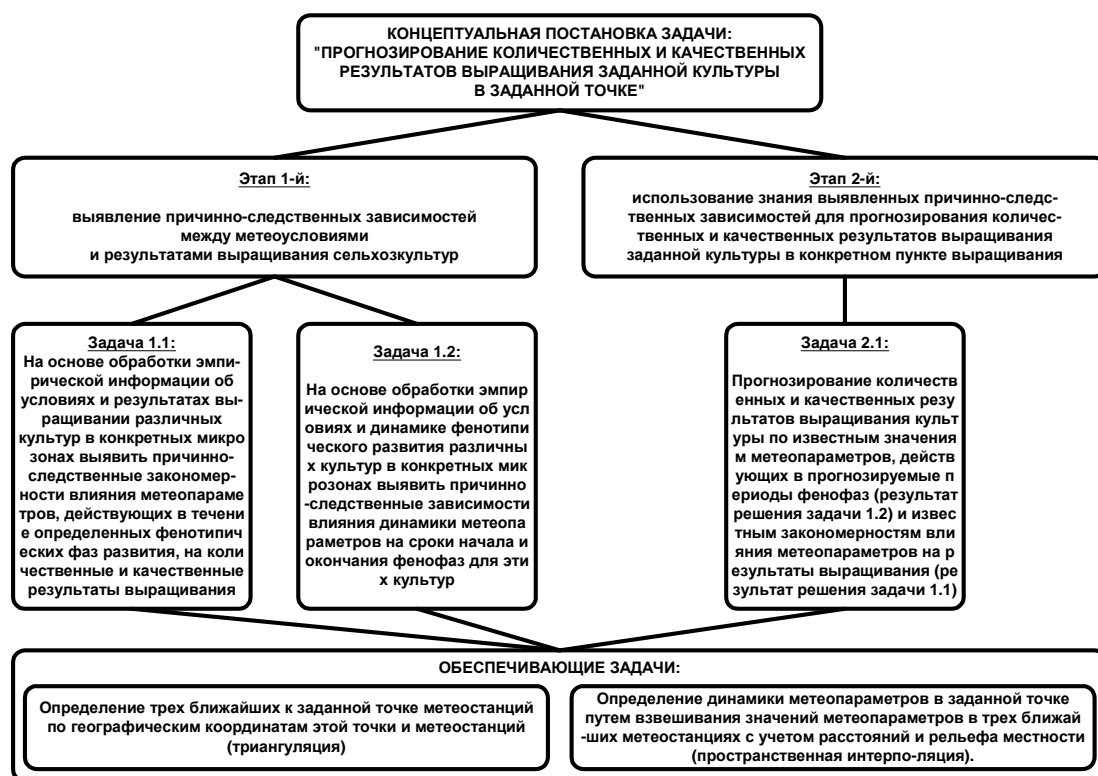 КОНЦЕПТУАЛЬНАЯ ПОСТАНОВКА ЗАДАЧИ:
"ПРОГНОЗИРОВАНИЕ КОЛИЧЕСТВЕННЫХ И КАЧЕСТВЕННЫХ
РЕЗУЛЬТАТОВ ВЫРАЩИВАНИЯ ЗАДАННОЙ КУЛЬТУРЫ
В ЗАДАННОЙ ТОЧКЕ"
Этап 1-й:
выявление причинно-следственных зависимостей
между метеоусловиями
и результатами выращивания сельхозкультур
Этап 2-й:
использование знания выявленных причинно-следс-
твенных зависимостей для прогнозирования количес-
твенных и качественных результатов выращивания
заданной культуры в конкретном пункте выращивания
Задача 1.1:
На основе обработки эмпи-
рической информации об
условиях и результатах вы-
ращивании различных
культур в конкретных микро
зонах выявить причинно-
следственные закономер-
ности влияния метеопараме
тров, действующих в течени
е определенных фенотипич
еских фаз развития, на коли
чественные и качественные
результаты выращивания
Задача 1.2:
На основе обработки эмпир
ической информации об усл
овиях и динамике фенотипи
ческого развития различны
х культур в конкретных мик
розонах выявить причинно
-следственные зависимости
влияния динамики метеопа
раметров на сроки начала и
окончания фенофаз для эти
х культур
Задача 2.1:
Прогнозирование количеств
енных и качественных резу
льтатов выращивания культ
уры по известным значения
м метеопараметров, действ
ующих в прогнозируемые п
ериоды фенофаз (результат
решения задачи 1.2) и извес
тным закономерностям вли
яния метеопараметров на р
езультаты выращивания (ре
зультат решения задачи 1.1)
ОБЕСПЕЧИВАЮЩИЕ ЗАДАЧИ:
Определение трех ближайших к заданной точке метеостанций
по географическим координатам этой точки и метеостанций
(триангуляция)
Определение динамики метеопараметров в заданной точке
путем взвешивания значений метеопараметров в трех ближай
-ших метеостанциях с учетом расстояний и рельефа местности
(пространственная интерпо-ляция).